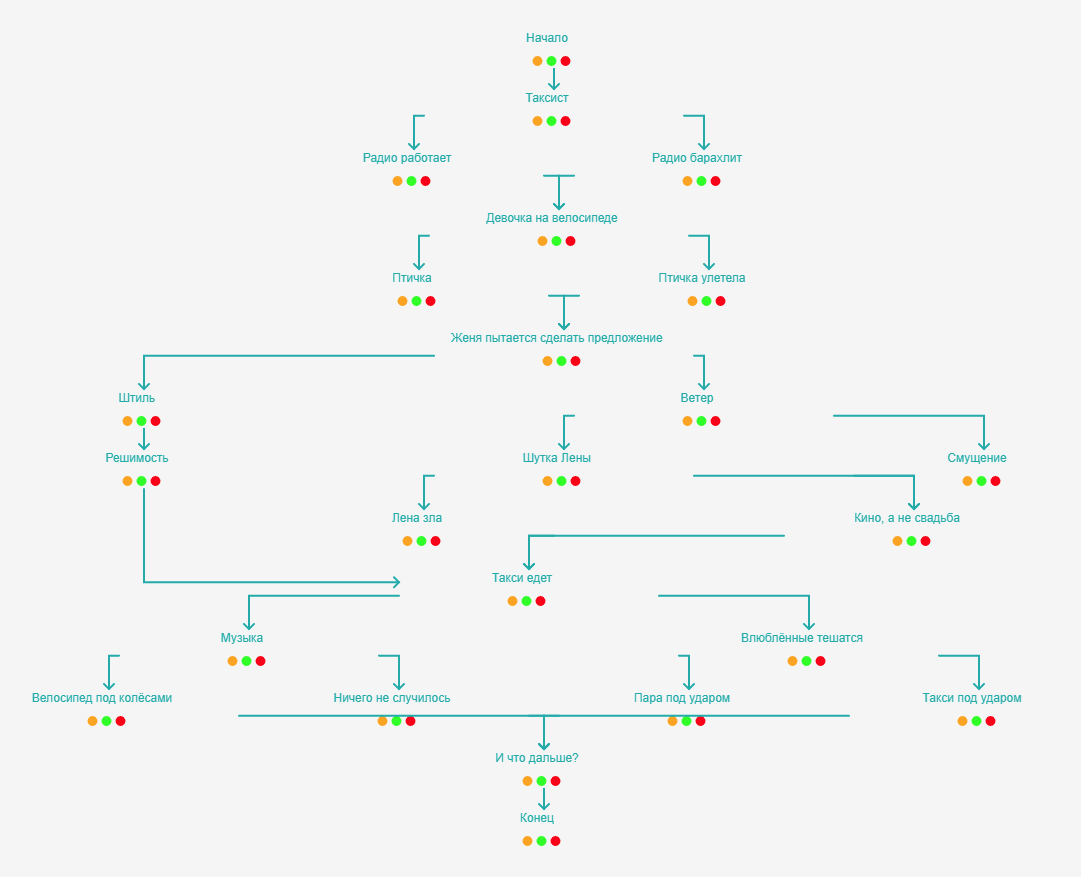 Начало
Таксист
Радио работает
Радио барахлит
Девочка на велосипеде
Птичка
Птичка улетела
Женя пытается сделать предложение
Штиль
Ветер
Решимость
Шутка Лены
Смущение
Лена зла
Кино, а не свадьба
Такси едет
Музыка
Влюблённые тешатся
Велосипед под колёсами
Ничего не случилось
Пара под ударом
Такси под ударом
И что дальше?
Конец